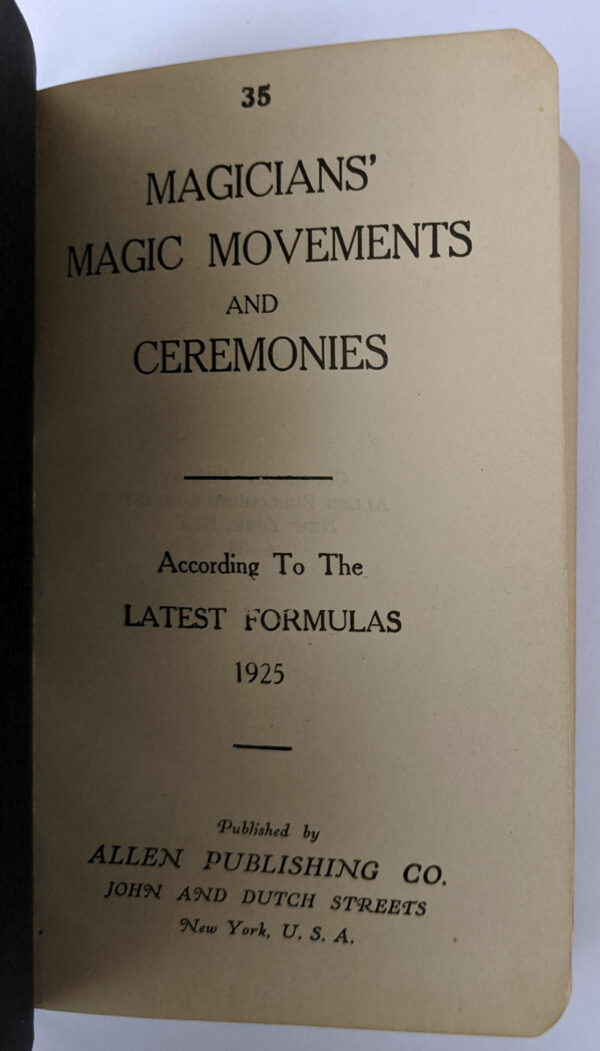 35
MAGICIANS'
MAGIC MOVEMENTS
AND
CEREMONIES
According To The
LATEST FORMULAS
1925
Published by
ALLEN PUBLISHING CO.
JOHN AND DUTCH STREETS
New York, U. S. A.